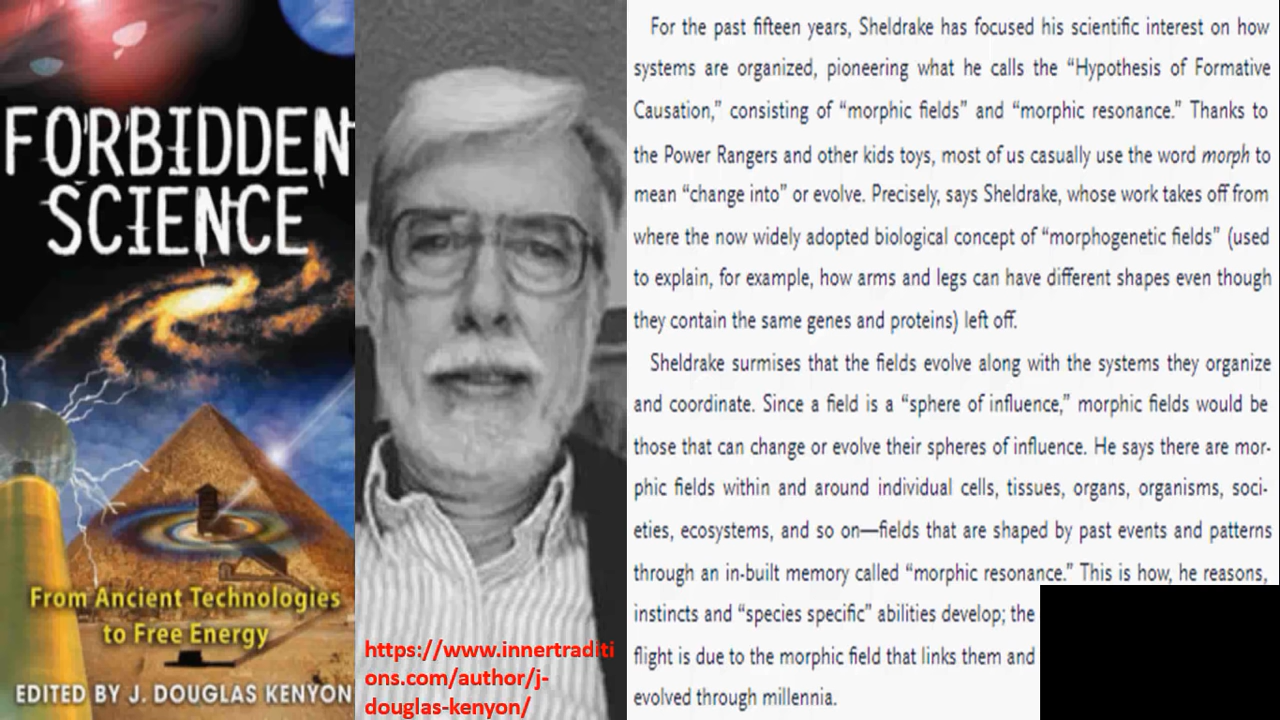 FORBIDDEN
SCIENCE
From Ancient Technologies
to Free Energy
EDITED BY J. DOUGLAS KENYON
https://www.innertraditi
ons.com/author/j-
douglas-kenyon/
For the past fifteen years, Sheldrake has focused his scientific interest on how
systems are organized, pioneering what he calls the “Hypothesis of Formative
Causation,” consisting of “morphic fields” and “morphic resonance.” Thanks to
the Power Rangers and other kids toys, most of us casually use the word morph to
mean “change into” or evolve. Precisely, says Sheldrake, whose work takes off from
where the now widely adopted biological concept of “morphogenetic fields” (used
to explain, for example, how arms and legs can have different shapes even though
they contain the same genes and proteins) left off.
Sheldrake surmises that the fields evolve along with the systems they organize
and coordinate. Since a field is a “sphere of influence,” morphic fields would be
those that can change or evolve their spheres of influence. He says there are mor-
phic fields within and around individual cells, tissues, organs, organisms, soci-
eties, ecosystems, and so on—fields that are shaped by past events and patterns
through an in-built memory called “morphic resonance.” This is how, he reasons,
instincts and “species specific” abilities develop; the
flight is due to the morphic field that links them and
evolved through millennia.